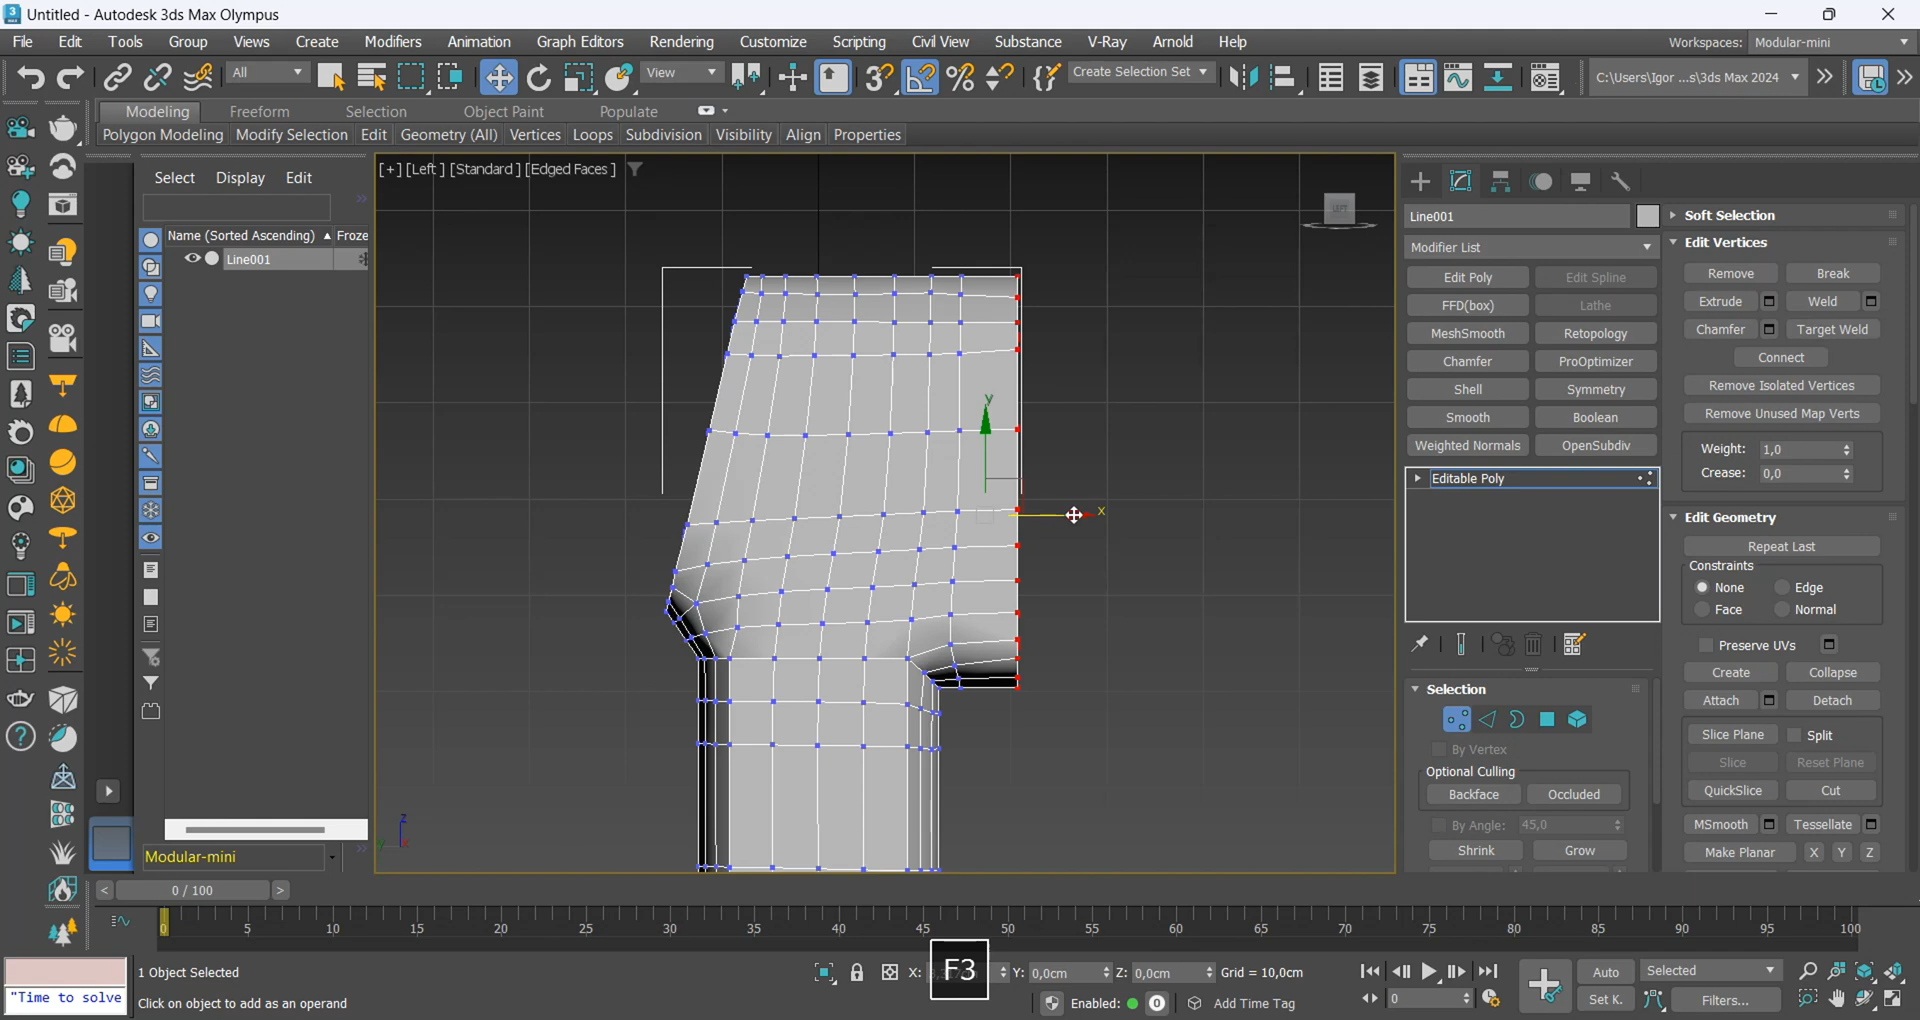 Untitled - Autodesk 3ds Max Olympus
File Edit Tools Group Views Create Modifiers Animation Graph Editors Rendering Customize Scripting Civil View Substance V-Ray Arnold Help
Workspaces: Modular-mini
All
View
Create Selection Set
C:\Users\Igor ...s\3ds Max 2024
Modeling Freeform Selection Object Paint Populate
Polygon Modeling Modify Selection Edit Geometry (All) Vertices Loops Subdivision Visibility Align Properties
Select Display Edit
Name (Sorted Ascending) Froze
Line001
Modular-mini
[+] [Left ] [Standard ] [Edged Faces ]
LEFT
y
x
z
y
x
Line001
Modifier List
Edit Poly Edit Spline
FFD(box) Lathe
MeshSmooth Retopology
Chamfer ProOptimizer
Shell Symmetry
Smooth Boolean
Weighted Normals OpenSubdiv
Editable Poly
Selection
By Vertex
Optional Culling
Backface Occluded
By Angle: 45,0
Shrink Grow
Soft Selection
Edit Vertices
Remove Break
Extrude Weld
Chamfer Target Weld
Connect
Remove Isolated Vertices
Remove Unused Map Verts
Weight: 1,0
Crease: 0,0
Edit Geometry
Repeat Last
Constraints
None Edge
Face Normal
Preserve UVs
Create Collapse
Attach Detach
Slice Plane Split
Slice Reset Plane
QuickSlice Cut
MSmooth Tessellate
Make Planar X Y Z
< 0 / 100 >
0 5 10 15 20 25 30 35 40 45 50 55 60 65 70 75 80 85 90 95 100
F3
"Time to solve
1 Object Selected
Click on object to add as an operand
X: Y: 0,0cm Z: 0,0cm Grid = 10,0cm
Enabled: 0 Add Time Tag
0
Auto Selected
Set K. Filters...